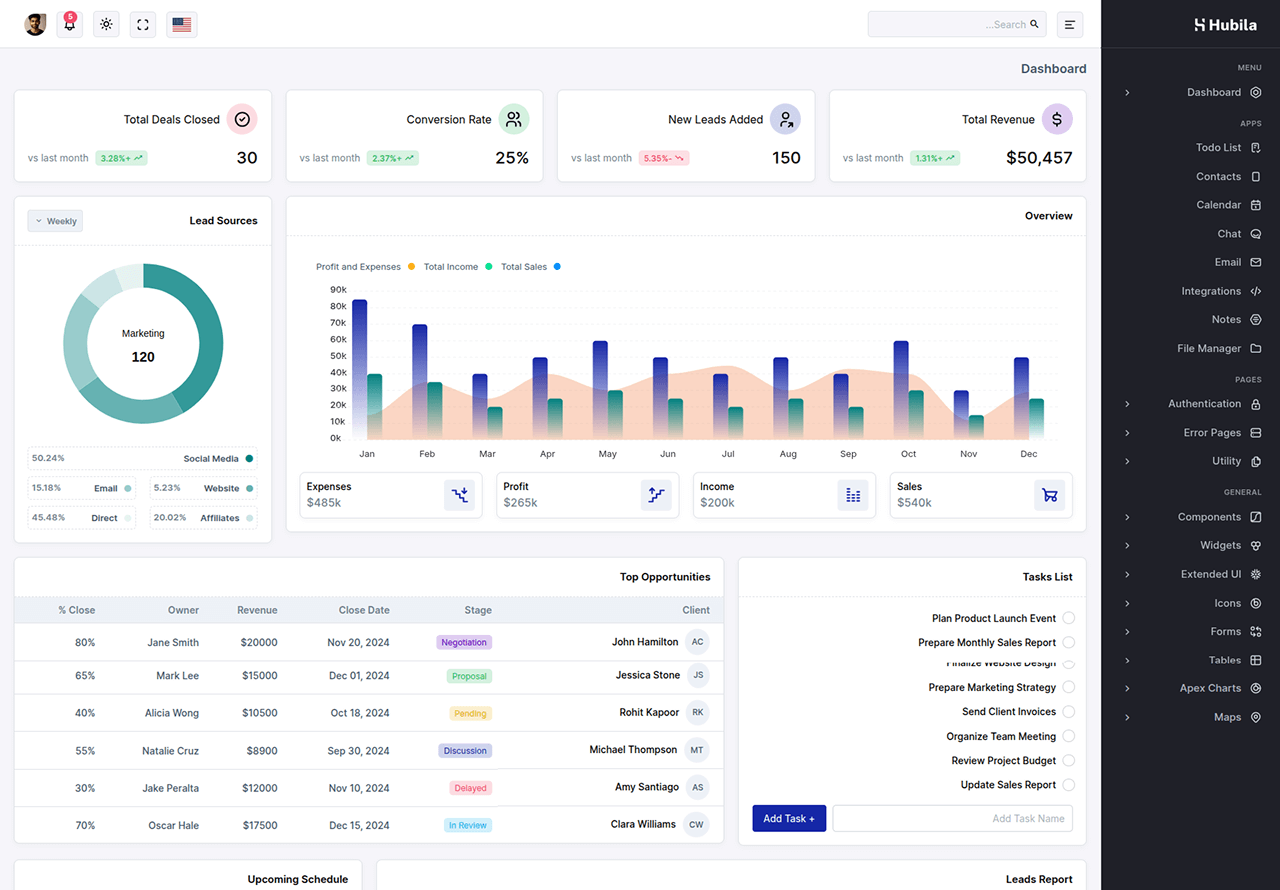 5
Search...
Hubila
MENU
Dashboard
APPS
Todo List
Contacts
Calendar
Chat
Email
Integrations
Notes
File Manager
PAGES
Authentication
Error Pages
Utility
GENERAL
Components
Widgets
Extended UI
Icons
Forms
Tables
Apex Charts
Maps
Dashboard
Total Revenue
$50,457
vs last month 1.31%+
New Leads Added
150
vs last month 5.35%-
Conversion Rate
25%
vs last month 2.37%+
Total Deals Closed
30
vs last month 3.28%+
Overview
Profit and Expenses Total Income Total Sales
90k
80k
70k
60k
50k
40k
30k
20k
10k
0k
Jan Feb Mar Apr May Jun Jul Aug Sep Oct Nov Dec
Expenses
$485k
Profit
$265k
Income
$200k
Sales
$540k
Lead Sources
Weekly
Marketing
120
Social Media 50.24%
Website 5.23%
Email 15.18%
Affiliates 20.02%
Direct 45.48%
Tasks List
Plan Product Launch Event
Prepare Monthly Sales Report
Finalize Website Design
Prepare Marketing Strategy
Send Client Invoices
Organize Team Meeting
Review Project Budget
Update Sales Report
Add Task Name
Add Task +
Top Opportunities
% Close Owner Revenue Close Date Stage Client
80% Jane Smith $20000 Nov 20, 2024 Negotiation John Hamilton AC
65% Mark Lee $15000 Dec 01, 2024 Proposal Jessica Stone JS
40% Alicia Wong $10500 Oct 18, 2024 Pending Rohit Kapoor RK
55% Natalie Cruz $8900 Sep 30, 2024 Discussion Michael Thompson MT
30% Jake Peralta $12000 Nov 10, 2024 Delayed Amy Santiago AS
70% Oscar Hale $17500 Dec 15, 2024 In Review Clara Williams CW
Leads Report
Upcoming Schedule